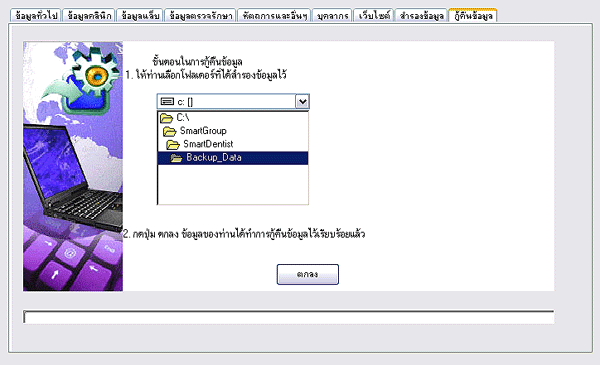 ข้อมูลทั่วไป ข้อมูลคลินิก ข้อมูลแล็บ ข้อมูลตรวจรักษา หัตถการและอื่นๆ บุคลากร เว็บไซต์ สำรองข้อมูล กู้คืนข้อมูล
ขั้นตอนในการกู้คืนข้อมูล
1. ให้ท่านเลือกโฟลเดอร์ที่ได้สำรองข้อมูลไว้
c: []
C:\
SmartGroup
SmartDentist
Backup_Data
2. กดปุ่ม ตกลง ข้อมูลของท่านได้ทำการกู้คืนข้อมูลไว้เรียบร้อยแล้ว
ตกลง